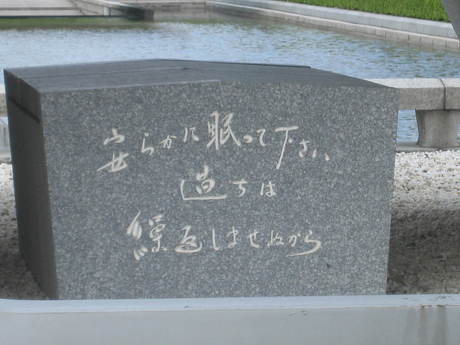 安らかに眠って下さい
過ちは
繰返しませぬから